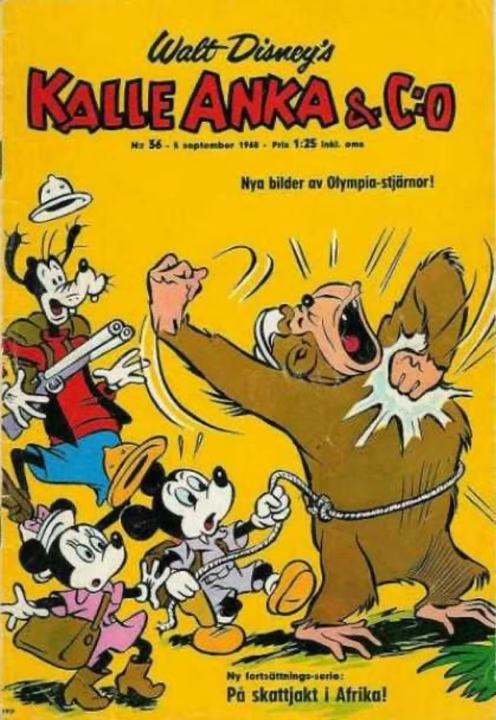 Walt Disney's
KALLE ANKA & C:O
Nr 36 - 5 september 1968 - Pris 1:25 inkl. oms
Nya bilder av Olympia-stjärnor!
Ny fortsättnings-serie:
På skattjakt i Afrika!